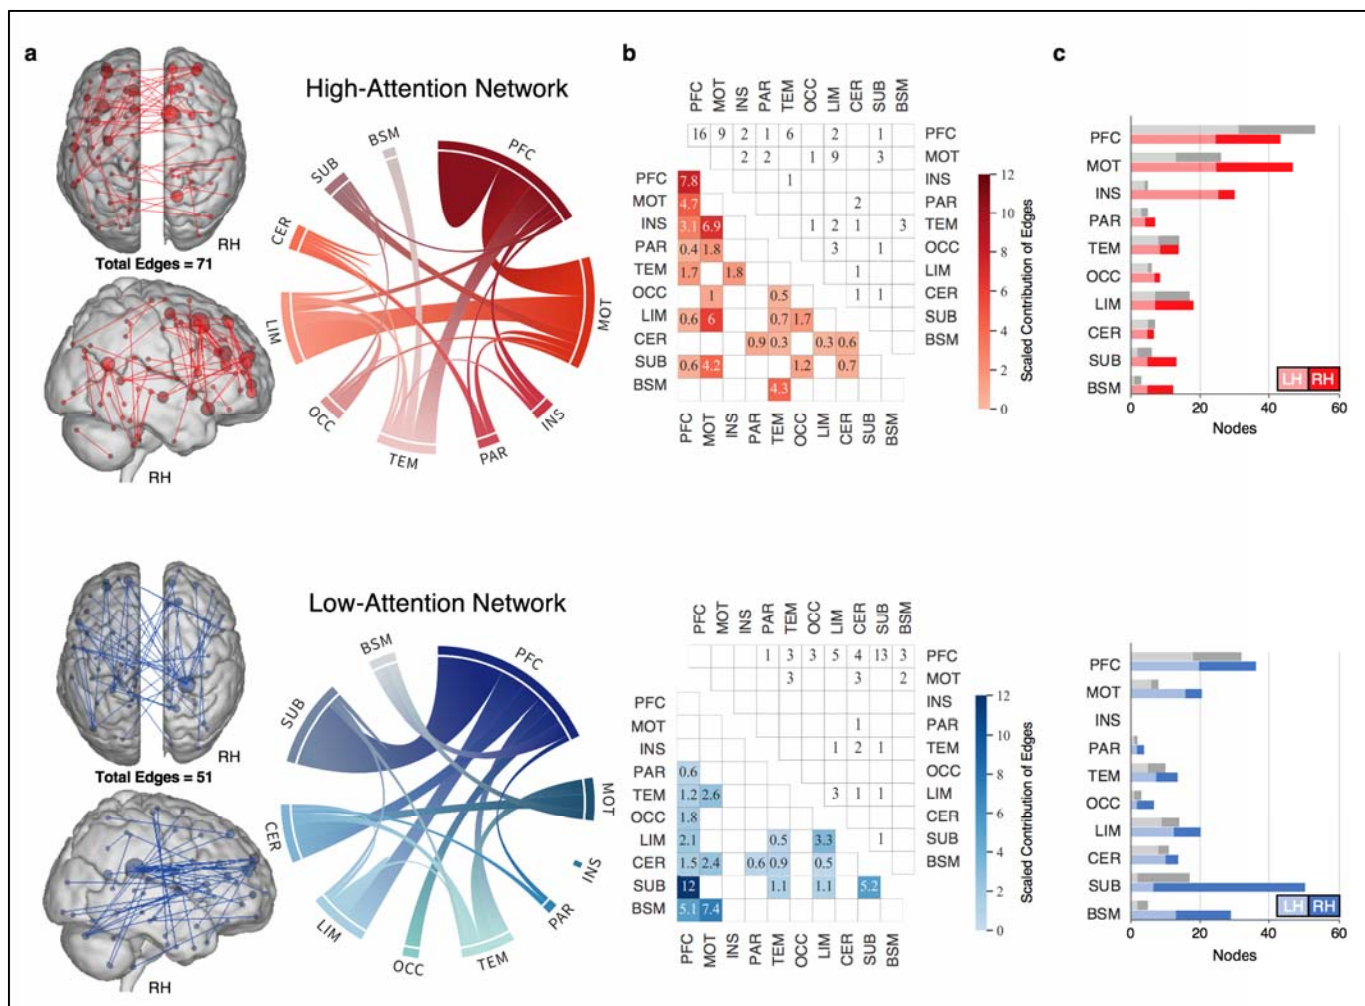 a
High-Attention Network
RH
Total Edges = 71
RH
BSM
PFC
SUB
CER
MOT
LIM
OCC
TEM
PAR
INS
b
PFC MOT INS PAR TEM OCC LIM CER SUB BSM
16 9 2 1 6 2 1 PFC
2 2 1 9 3 MOT
PFC 7.8 1 INS
MOT 4.7 2 PAR
INS 3.1 6.9 1 2 1 3 TEM
PAR 0.4 1.8 3 1 OCC
TEM 1.7 1.8 1 LIM
OCC 1 0.5 1 1 CER
LIM 0.6 6 0.7 1.7 SUB
CER 0.9 0.3 0.3 0.6 BSM
SUB 0.6 4.2 1.2 0.7
BSM 4.3
PFC MOT INS PAR TEM OCC LIM CER SUB BSM
12
10
8
6
4
2
0
Scaled Contribution of Edges
c
PFC
MOT
INS
PAR
TEM
OCC
LIM
CER
SUB
BSM
LH RH
0 20 40 60
Nodes
Low-Attention Network
RH
Total Edges = 51
RH
BSM
PFC
SUB
MOT
CER
INS
PAR
LIM
OCC
TEM
PFC MOT INS PAR TEM OCC LIM CER SUB BSM
1 3 3 5 4 13 3 PFC
3 3 2 MOT
PFC INS
MOT 1 PAR
INS 1 2 1 TEM
PAR 0.6 OCC
TEM 1.2 2.6 3 1 1 LIM
OCC 1.8 CER
LIM 2.1 0.5 3.3 1 SUB
CER 1.5 2.4 0.6 0.9 0.5 BSM
SUB 12 1.1 1.1 5.2
BSM 5.1 7.4
PFC MOT INS PAR TEM OCC LIM CER SUB BSM
12
10
8
6
4
2
0
Scaled Contribution of Edges
PFC
MOT
INS
PAR
TEM
OCC
LIM
CER
SUB
BSM
LH RH
0 20 40 60
Nodes